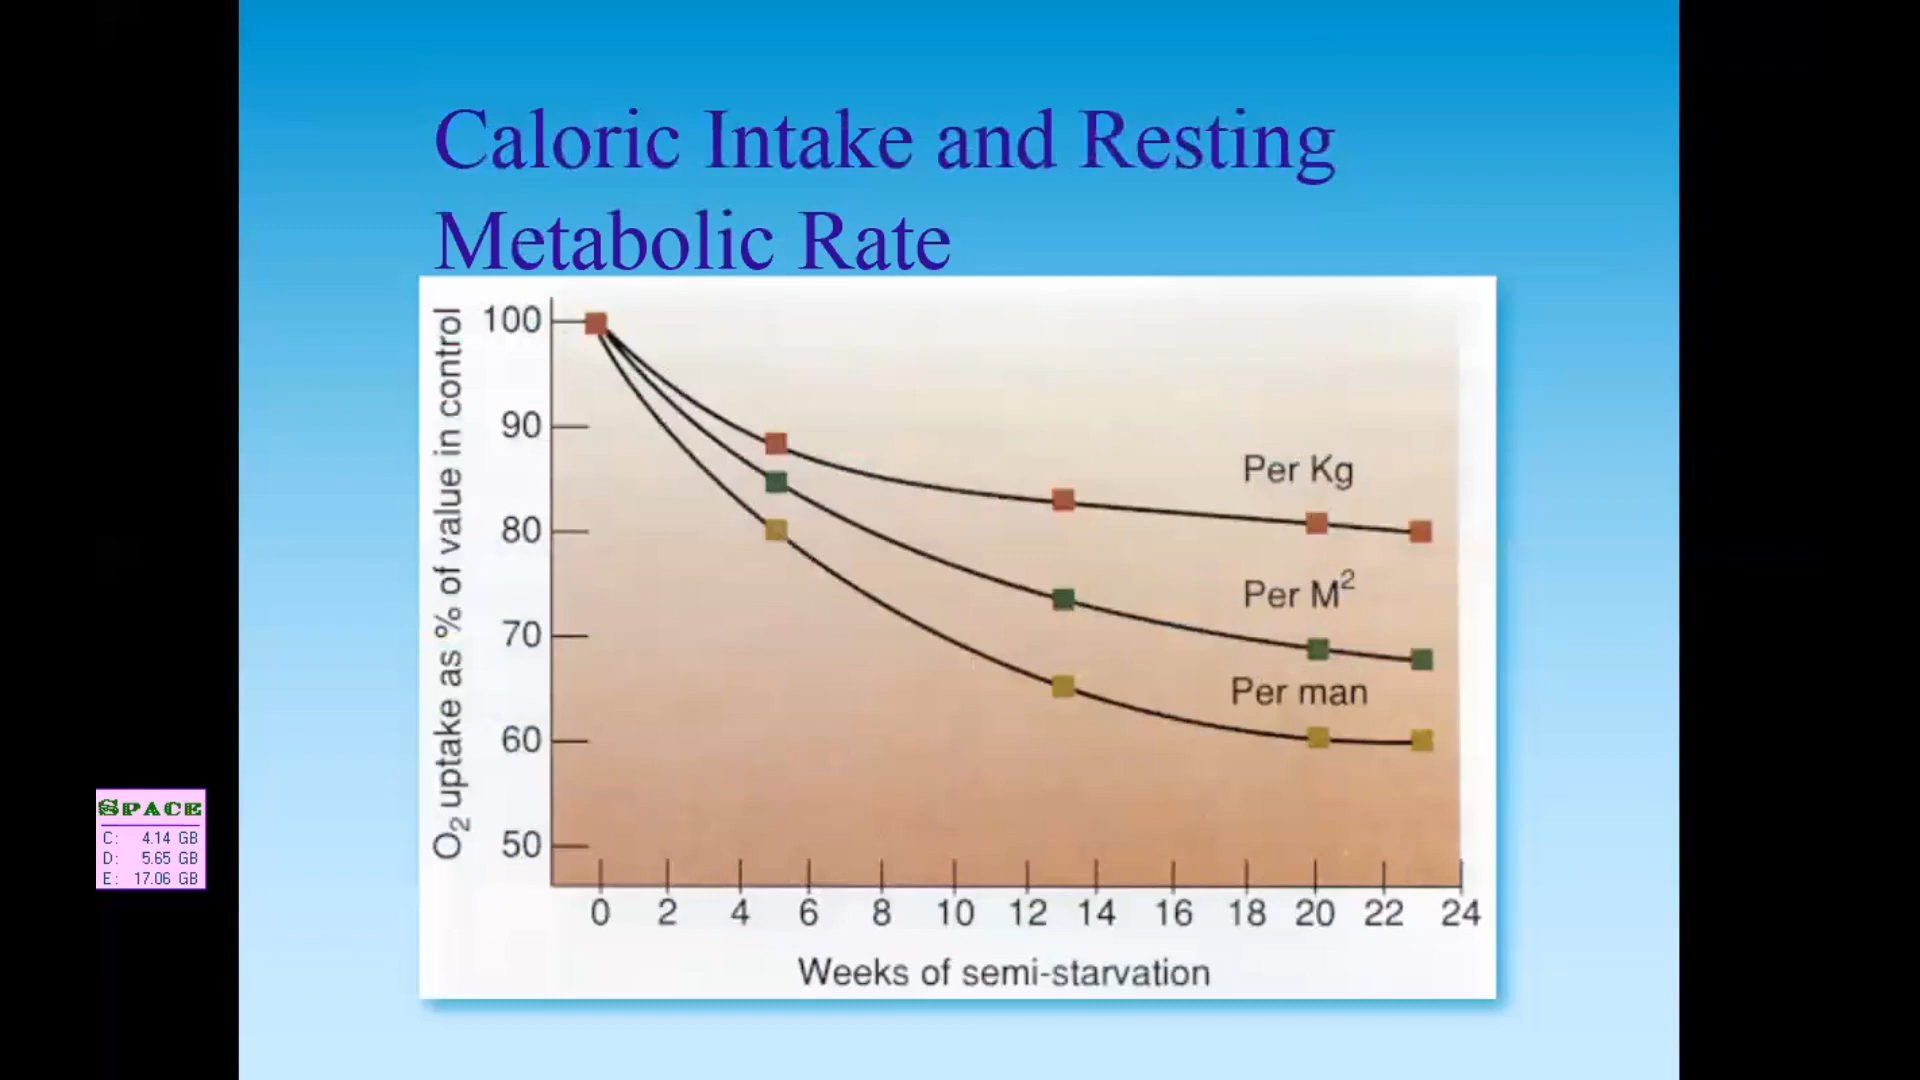 Caloric Intake and Resting
Metabolic Rate
O₂ uptake as % of value in control
100
90
80
70
60
50
Per Kg
Per M²
Per man
0 2 4 6 8 10 12 14 16 18 20 22 24
Weeks of semi-starvation
SPACE
C: 4.14 GB
D: 5.65 GB
E: 17.06 GB